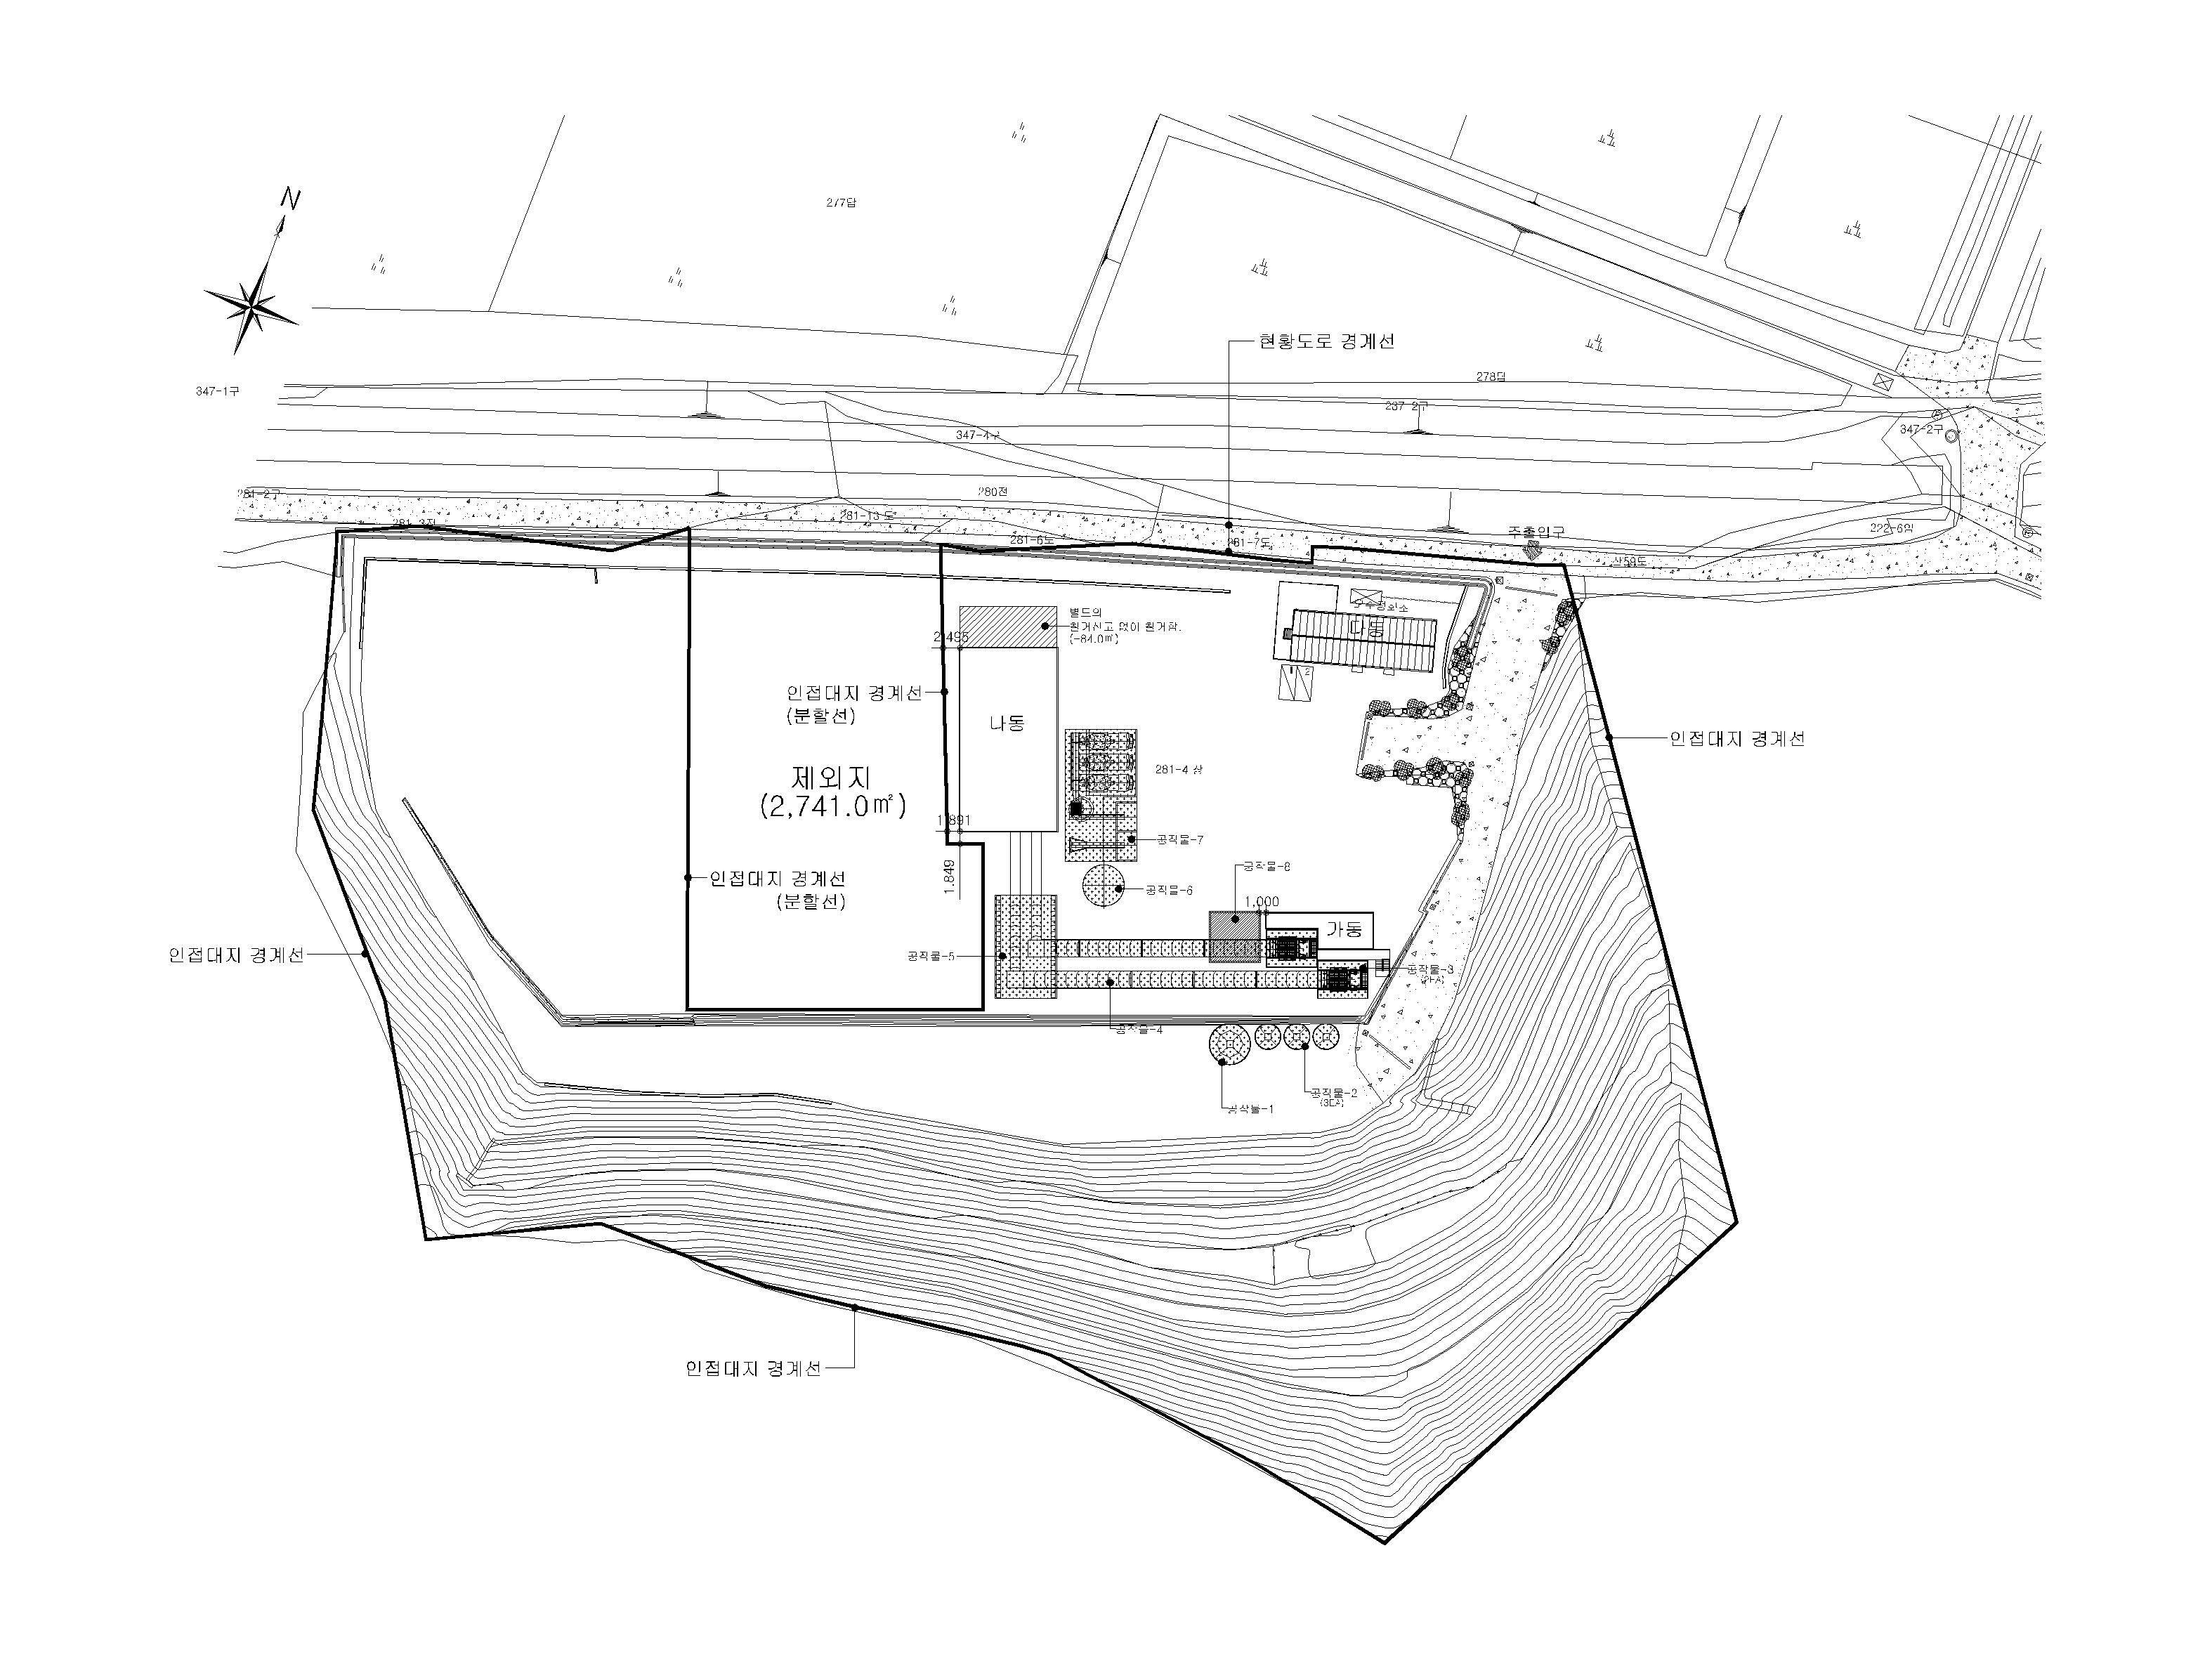 N
277답
현황도로 경계선
278답
347-1구
237-2구
347-4구
347-2구
281-2구
280전
281-3전
281-13 도
222-6임
주출입구
281-6도
281-7도
산59도
별도의
철거신고 없이 철거함.
(-84.0㎡)
다동
2.495
인접대지 경계선
(분할선)
나동
2
인접대지 경계선
제외지
(2,741.0㎡)
281-4 상
1.891
공작물-7
1.849
공작물-8
인접대지 경계선
(분할선)
공작물-6
1,000
가동
인접대지 경계선
공작물-5
공작물-3
(2EA)
공작물-4
공작물-2
(3EA)
공작물-1
인접대지 경계선